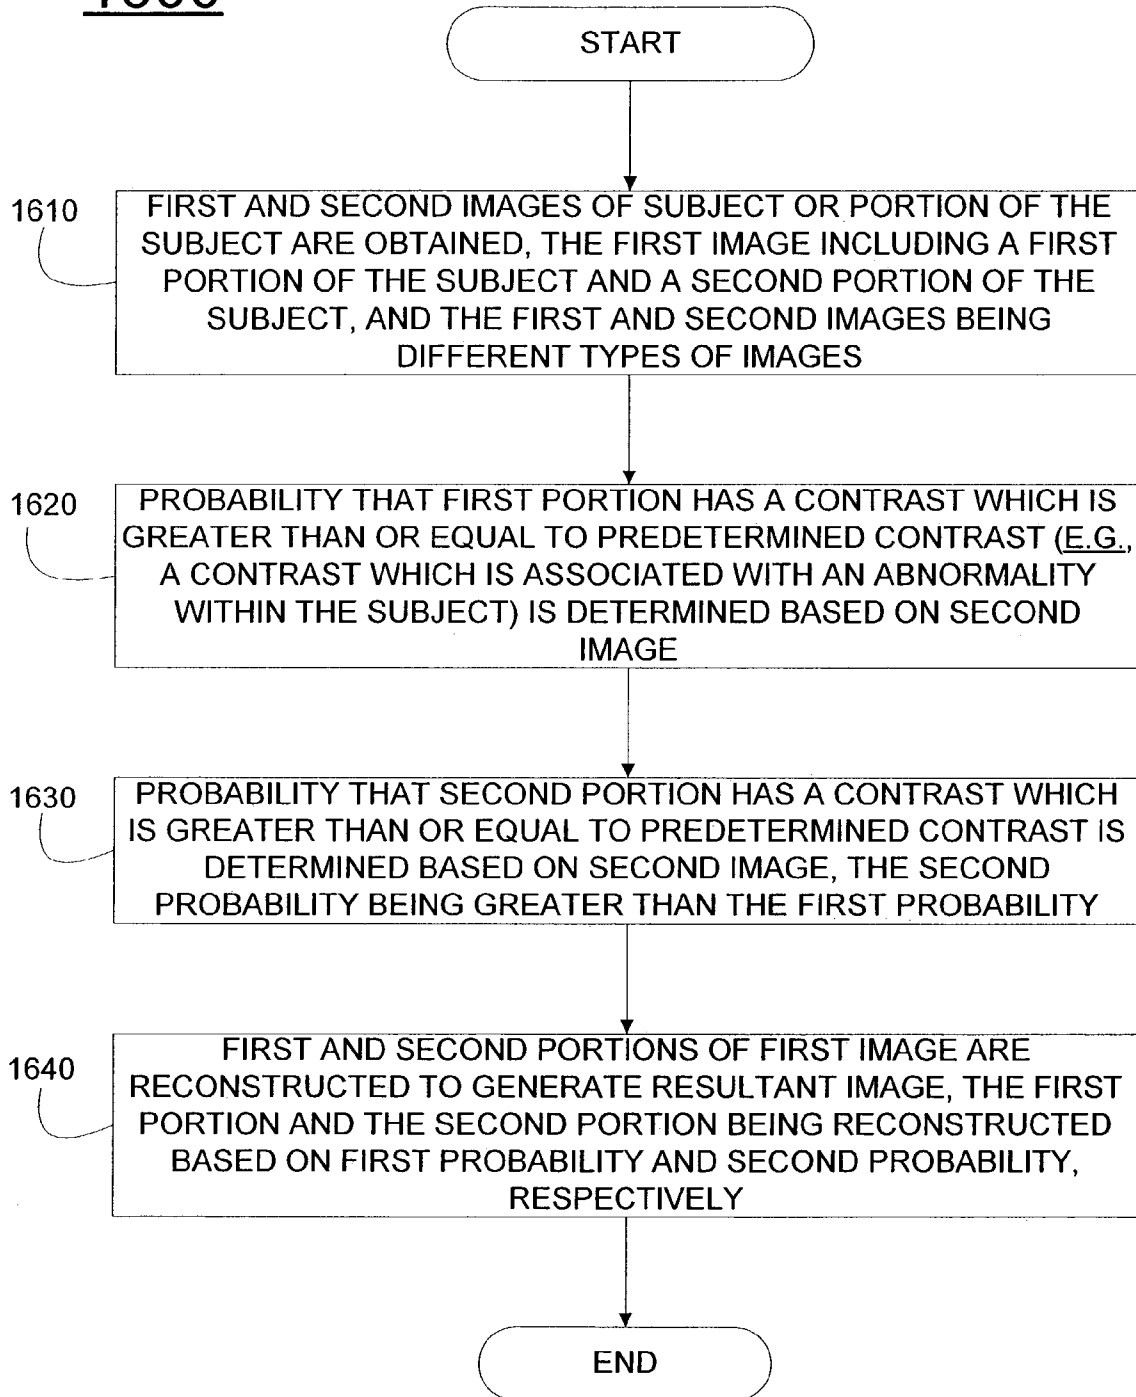 START
1610
FIRST AND SECOND IMAGES OF SUBJECT OR PORTION OF THE
SUBJECT ARE OBTAINED, THE FIRST IMAGE INCLUDING A FIRST
PORTION OF THE SUBJECT AND A SECOND PORTION OF THE
SUBJECT, AND THE FIRST AND SECOND IMAGES BEING
DIFFERENT TYPES OF IMAGES
1620
PROBABILITY THAT FIRST PORTION HAS A CONTRAST WHICH IS
GREATER THAN OR EQUAL TO PREDETERMINED CONTRAST (E.G.,
A CONTRAST WHICH IS ASSOCIATED WITH AN ABNORMALITY
WITHIN THE SUBJECT) IS DETERMINED BASED ON SECOND
IMAGE
1630
PROBABILITY THAT SECOND PORTION HAS A CONTRAST WHICH
IS GREATER THAN OR EQUAL TO PREDETERMINED CONTRAST IS
DETERMINED BASED ON SECOND IMAGE, THE SECOND
PROBABILITY BEING GREATER THAN THE FIRST PROBABILITY
1640
FIRST AND SECOND PORTIONS OF FIRST IMAGE ARE
RECONSTRUCTED TO GENERATE RESULTANT IMAGE, THE FIRST
PORTION AND THE SECOND PORTION BEING RECONSTRUCTED
BASED ON FIRST PROBABILITY AND SECOND PROBABILITY,
RESPECTIVELY
END